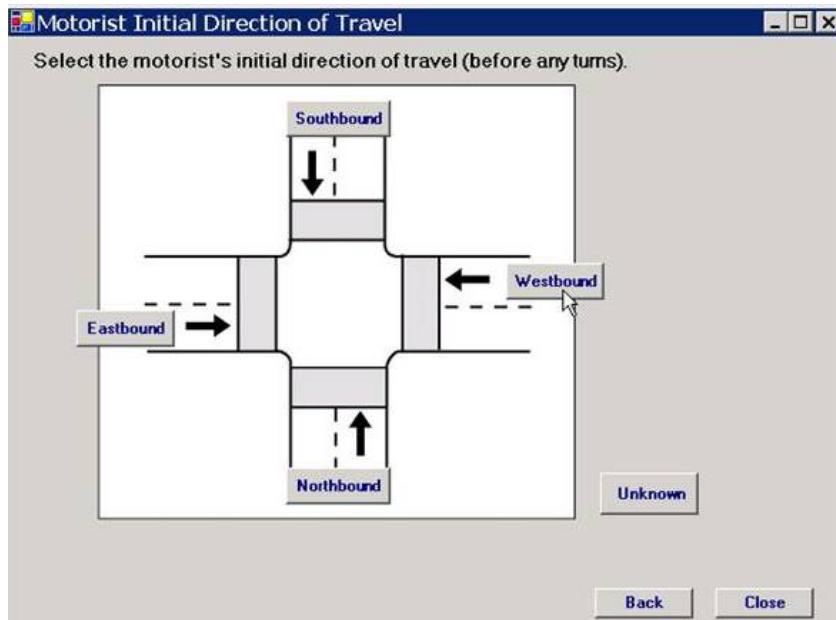 Motorist Initial Direction of Travel
Select the motorist's initial direction of travel (before any turns).
Southbound
Westbound
Eastbound
Northbound
Unknown
Back
Close